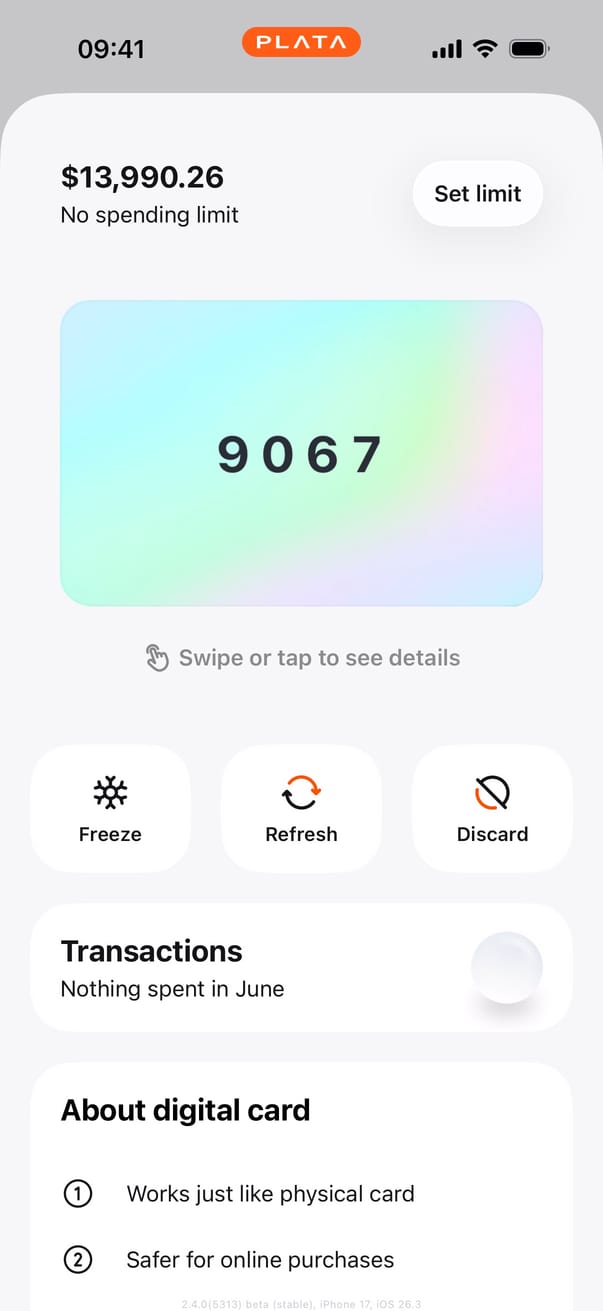 09:41
PLATA
$13,990.26
No spending limit
Set limit
9067
Swipe or tap to see details
Freeze
Refresh
Discard
Transactions
Nothing spent in June
About digital card
1 Works just like physical card
2 Safer for online purchases
2.4.0(5313) beta (stable), iPhone 17, iOS 26.3